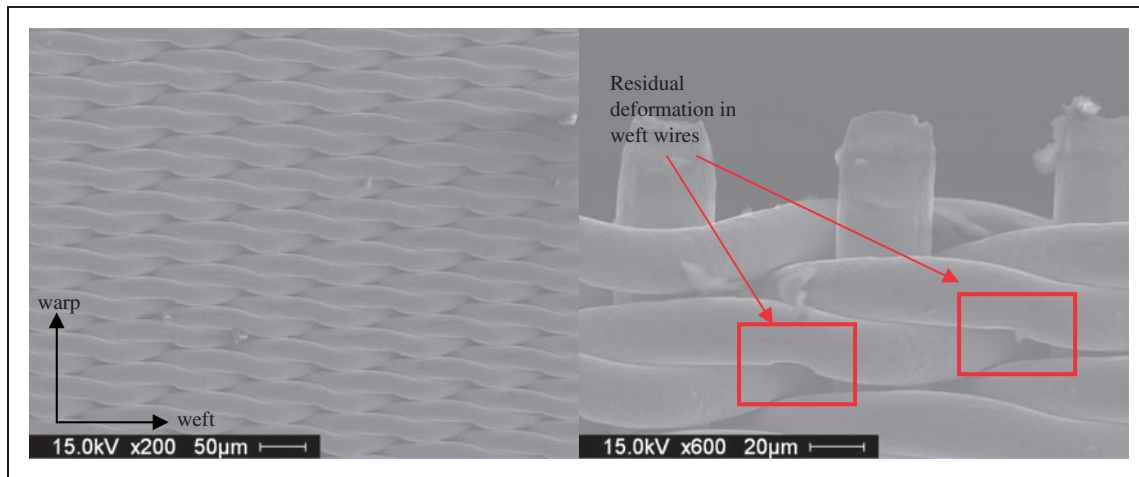 warp
weft
15.0kV x200 50µm
Residual
deformation in
weft wires
15.0kV x600 20µm